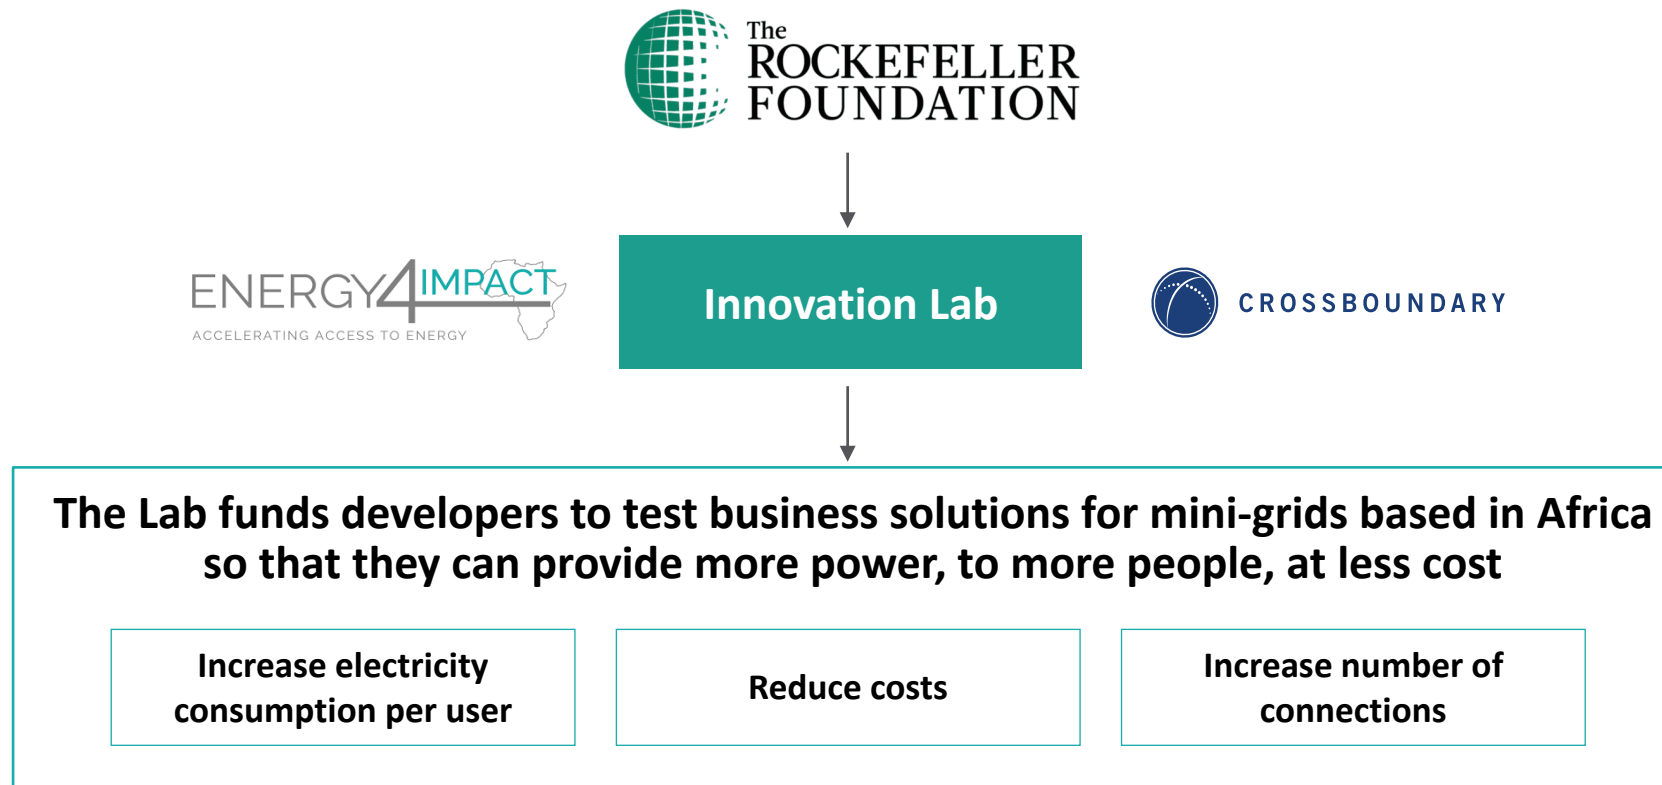 The
ROCKEFELLER
FOUNDATION
ENERGY4IMPACT
ACCELERATING ACCESS TO ENERGY
Innovation Lab
CROSSBOUNDARY
The Lab funds developers to test business solutions for mini-grids based in Africa
so that they can provide more power, to more people, at less cost
Increase electricity
consumption per user
Reduce costs
Increase number of
connections